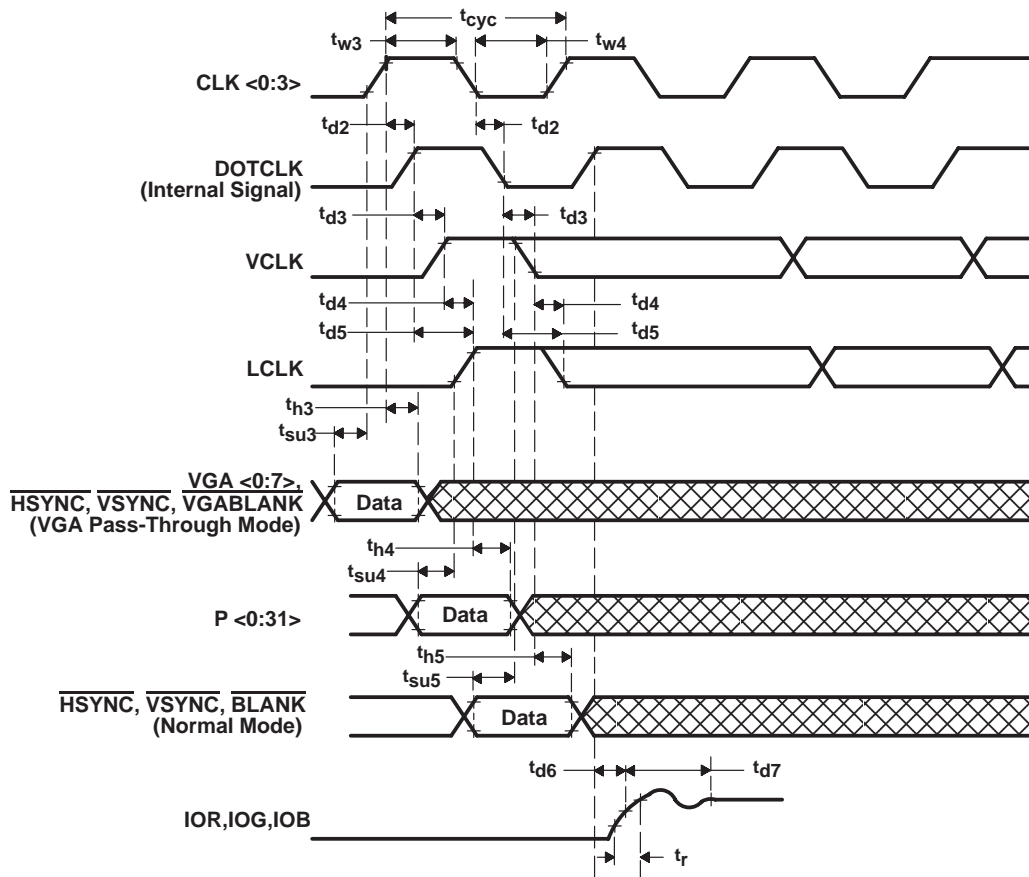 tcyc
tw3
tw4
CLK <0:3>
td2
td2
DOTCLK
(Internal Signal)
td3
td3
VCLK
td4
td4
td5
td5
LCLK
th3
tsu3
VGA <0:7>,
HSYNC, VSYNC, VGABLANK
(VGA Pass-Through Mode)
Data
th4
tsu4
P <0:31>
Data
th5
tsu5
HSYNC, VSYNC, BLANK
(Normal Mode)
Data
td6
td7
IOR,IOG,IOB
tr